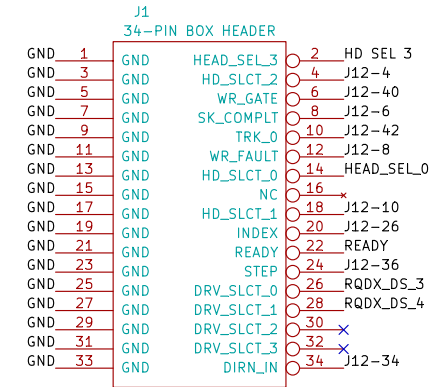 J1
34-PIN BOX HEADER
GND 1 GND HEAD_SEL_3 2 HD SEL 3
GND 3 GND HD_SLCT_2 4 J12-4
GND 5 GND WR_GATE 6 J12-40
GND 7 GND SK_COMPLT 8 J12-6
GND 9 GND TRK_0 10 J12-42
GND 11 GND WR_FAULT 12 J12-8
GND 13 GND HD_SLCT_0 14 HEAD_SEL_0
GND 15 GND NC 16
GND 17 GND HD_SLCT_1 18 J12-10
GND 19 GND INDEX 20 J12-26
GND 21 GND READY 22 READY
GND 23 GND STEP 24 J12-36
GND 25 GND DRV_SLCT_0 26 RQDX_DS_3
GND 27 GND DRV_SLCT_1 28 RQDX_DS_4
GND 29 GND DRV_SLCT_2 30
GND 31 GND DRV_SLCT_3 32
GND 33 GND DIRN_IN 34 J12-34